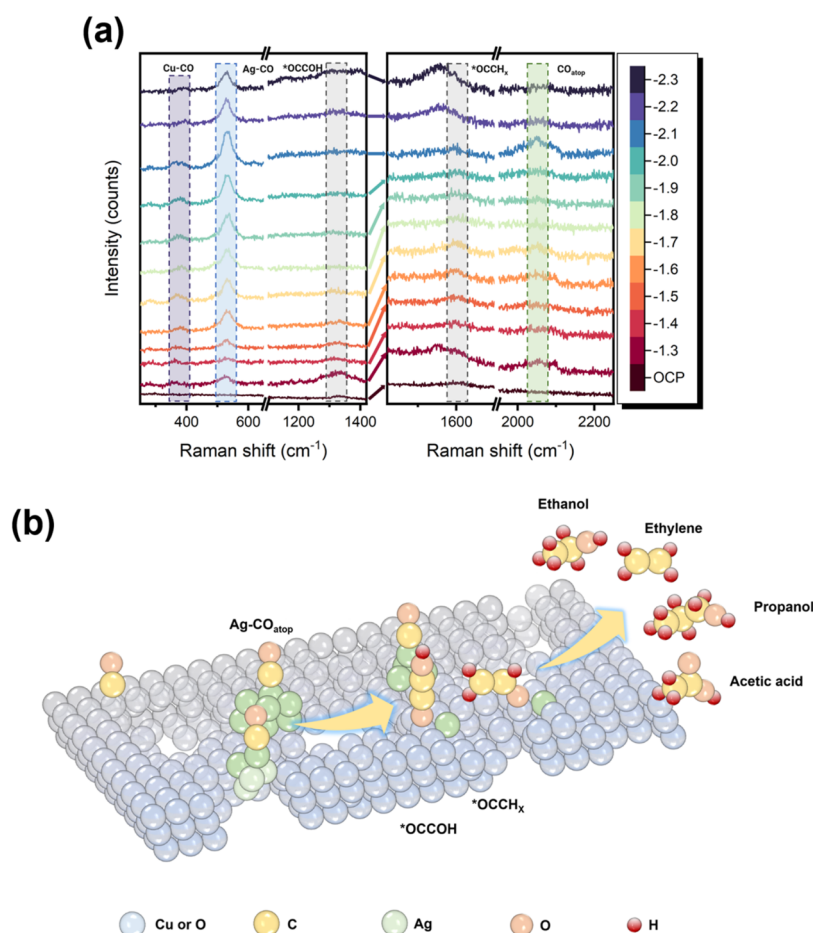 (a)
Cu-CO Ag-CO *OCCOH *OCCHx COatop
-2.3
-2.2
-2.1
-2.0
-1.9
-1.8
-1.7
-1.6
-1.5
-1.4
-1.3
OCP
Intensity (counts)
400 600 1200 1400 1600 2000 2200
Raman shift (cm-1) Raman shift (cm-1)
(b)
Ethanol
Ethylene
Propanol
Ag-COatop
Acetic acid
*OCCHX
*OCCOH
Cu or O C Ag O H